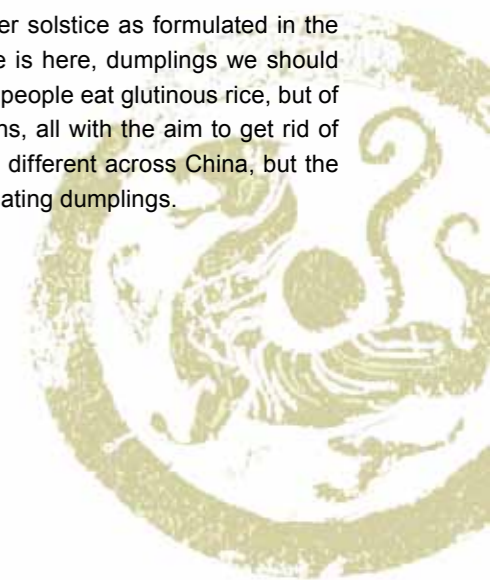 er solstice as formulated in the
e is here, dumplings we should
people eat glutinous rice, but of
ns, all with the aim to get rid of
different across China, but the
ating dumplings.